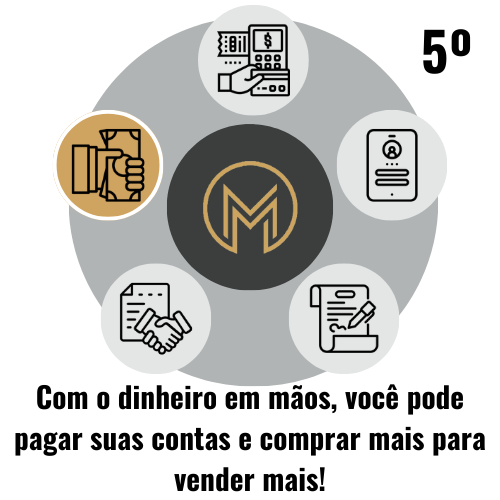 5º
$
M
Com o dinheiro em mãos, você pode
pagar suas contas e comprar mais para
vender mais!